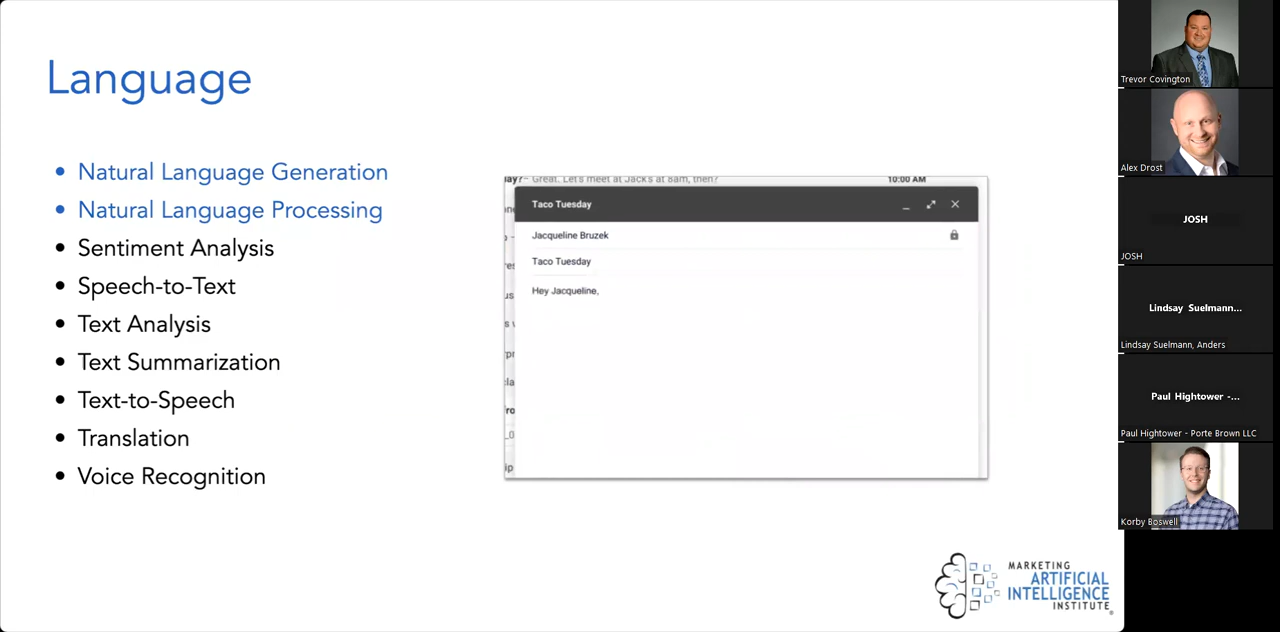 Language
• Natural Language Generation
• Natural Language Processing
• Sentiment Analysis
• Speech-to-Text
• Text Analysis
• Text Summarization
• Text-to-Speech
• Translation
• Voice Recognition
Great. Let's meet at Jack's at 8am, then?
10:00 AM
Taco Tuesday
Jacqueline Bruzek
Taco Tuesday
Hey Jacqueline,
MARKETING
ARTIFICIAL
INTELLIGENCE
INSTITUTE
Trevor Covington
Alex Drost
JOSH
JOSH
Lindsay Suelmann...
Lindsay Suelmann, Anders
Paul Hightower -...
Paul Hightower - Porte Brown LLC
Korby Boswell